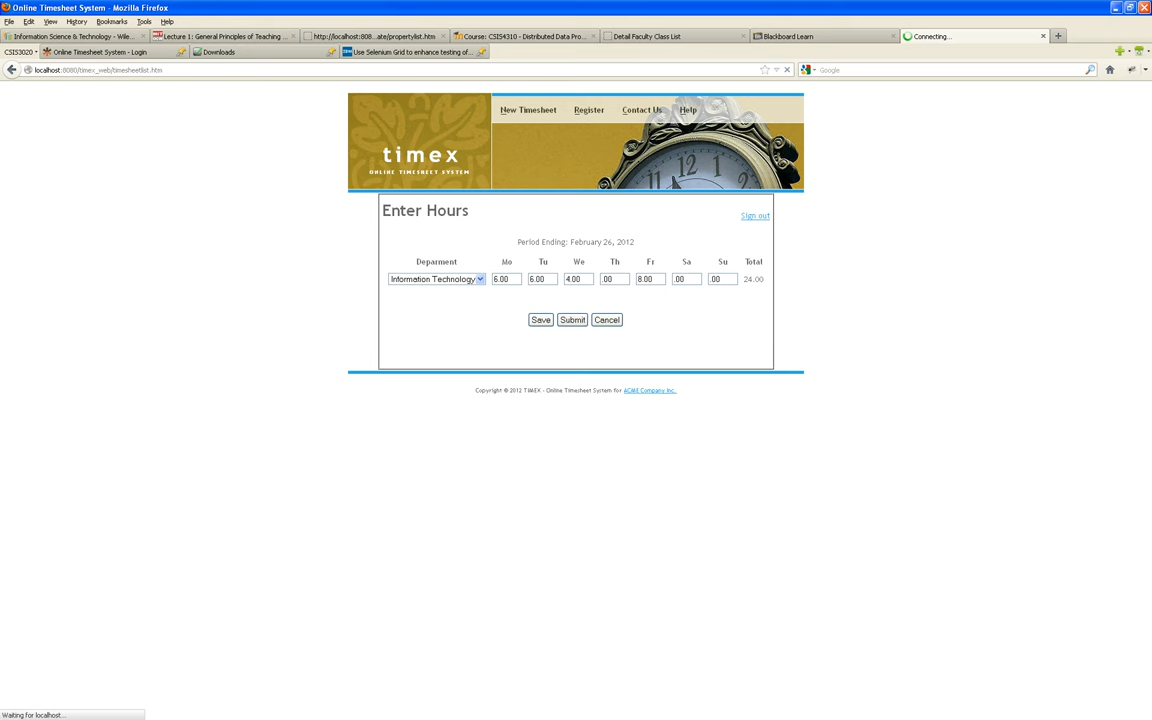 Online Timesheet System - Mozilla Firefox
File Edit View History Bookmarks Tools Help
Information Science & Technology - Wile... Lecture 1: General Principles of Teaching ... http://localhost:808...ate/propertylist.htm Course: CSIS4310 - Distributed Data Pro... Detail Faculty Class List Blackboard Learn Connecting...
CSIS3020 Online Timesheet System - Login Downloads Use Selenium Grid to enhance testing of...
localhost:8080/timex_web/timesheetlist.htm Google
New Timesheet Register Contact Us Help
timex
ONLINE TIMESHEET SYSTEM
12
11 1
Enter Hours
Sign out
Period Ending: February 26, 2012
Deparment Mo Tu We Th Fr Sa Su Total
Information Technology 6.00 6.00 4.00 .00 8.00 .00 .00 24.00
Save Submit Cancel
Copyright © 2012 TIMEX - Online Timesheet System for ACME Company Inc.
Waiting for localhost...